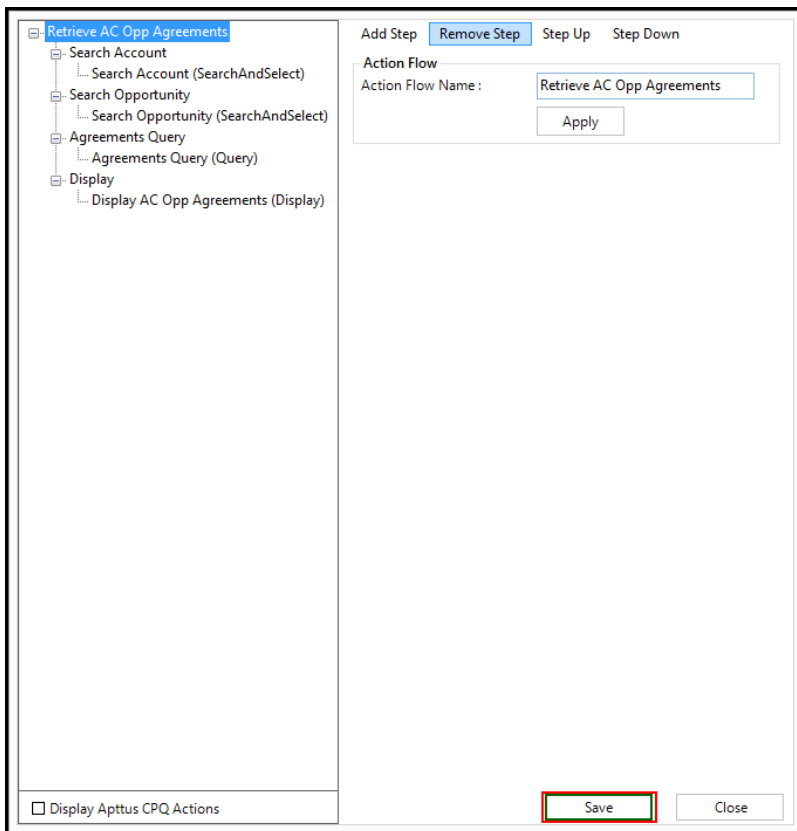 Retrieve AC Opp Agreements
Search Account
Search Account (SearchAndSelect)
Search Opportunity
Search Opportunity (SearchAndSelect)
Agreements Query
Agreements Query (Query)
Display
Display AC Opp Agreements (Display)
Display Apttus CPQ Actions
Add Step Remove Step Step Up Step Down
Action Flow
Action Flow Name : Retrieve AC Opp Agreements
Apply
Save Close